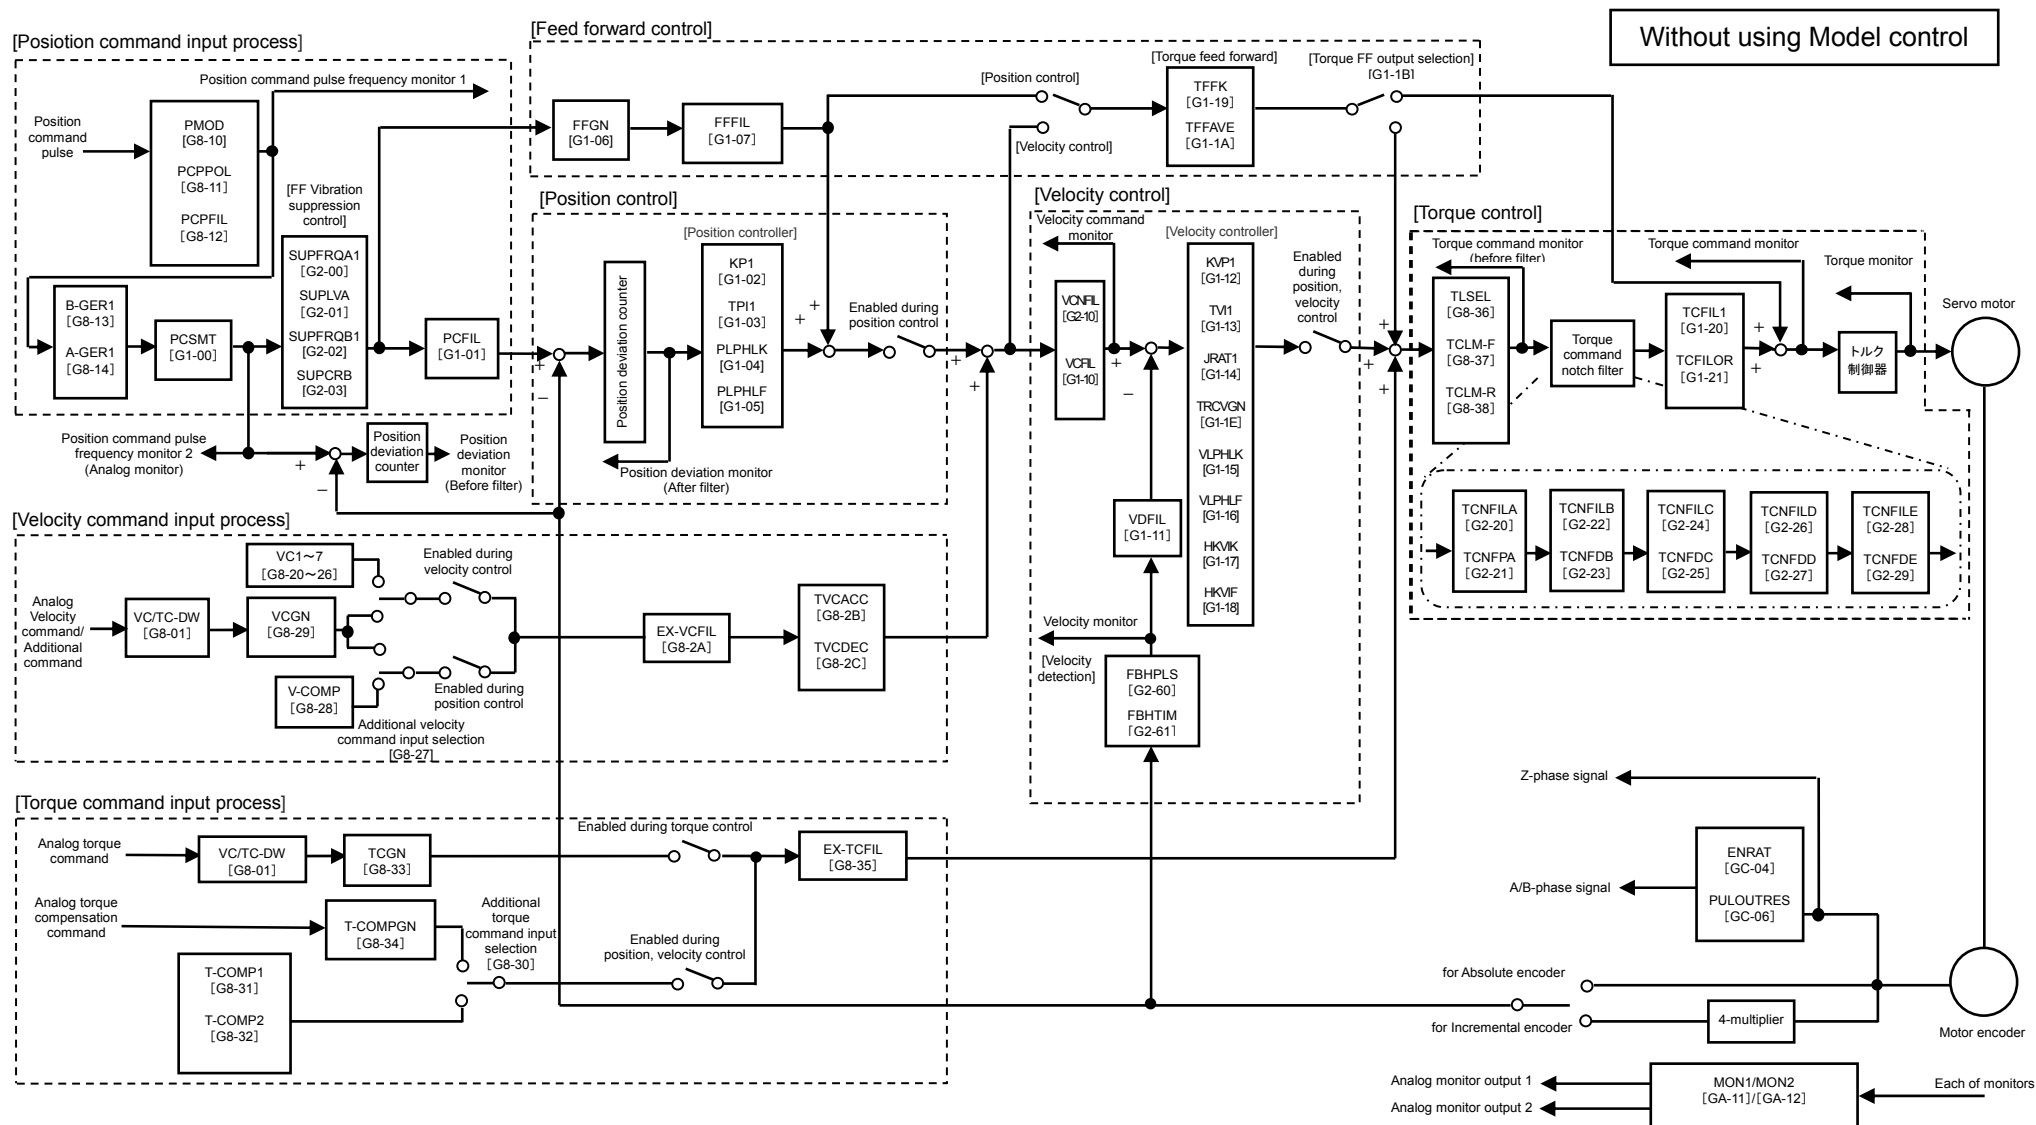 Without using Model control
[Posiotion command input process]
Position command pulse frequency monitor 1
Position
command
pulse
PMOD
[G8-10]
PCPPOL
[G8-11]
PCPFIL
[G8-12]
[FF Vibration
suppression
control]
B-GER1
[G8-13]
A-GER1
[G8-14]
PCSMT
[G1-00]
SUPFRQA1
[G2-00]
SUPLVA
[G2-01]
SUPFRQB1
[G2-02]
SUPCRB
[G2-03]
PCFIL
[G1-01]
Position command pulse
frequency monitor 2
(Analog monitor)
+
−
Position
deviation
counter
Position
deviation
monitor
(Before filter)
[Feed forward control]
FFGN
[G1-06]
FFFIL
[G1-07]
[Position control]
[Velocity control]
[Torque feed forward]
TFFK
[G1-19]
TFFAVE
[G1-1A]
[Torque FF output selection]
[G1-1B]
[Position control]
+
−
Position deviation counter
[Position controller]
KP1
[G1-02]
TPI1
[G1-03]
PLPHLK
[G1-04]
PLPHLF
[G1-05]
Position deviation monitor
(After filter)
+
+
Enabled during
position control
+
+
[Velocity control]
Velocity command
monitor
VCNFIL
[G2-10]
VCFIL
[G1-10]
+
−
[Velocity controller]
KVP1
[G1-12]
TVI1
[G1-13]
JRAT1
[G1-14]
TRCVGN
[G1-1E]
VLPHLK
[G1-15]
VLPHLF
[G1-16]
HKVIK
[G1-17]
HKVIF
[G1-18]
Enabled
during
position,
velocity
control
VDFIL
[G1-11]
Velocity monitor
[Velocity
detection]
FBHPLS
[G2-60]
FBHTIM
[G2-61]
+
+
+
[Torque control]
Torque command monitor
(before filter)
TLSEL
[G8-36]
TCLM-F
[G8-37]
TCLM-R
[G8-38]
Torque
command
notch filter
Torque command monitor
TCFIL1
[G1-20]
TCFILOR
[G1-21]
+
+
Torque monitor
トルク
制御器
Servo motor
TCNFILA
[G2-20]
TCNFPA
[G2-21]
TCNFILB
[G2-22]
TCNFDB
[G2-23]
TCNFILC
[G2-24]
TCNFDC
[G2-25]
TCNFILD
[G2-26]
TCNFDD
[G2-27]
TCNFILE
[G2-28]
TCNFDE
[G2-29]
[Velocity command input process]
VC1～7
[G8-20～26]
Enabled during
velocity control
Analog
Velocity
command/
Additional
command
VC/TC-DW
[G8-01]
VCGN
[G8-29]
V-COMP
[G8-28]
Enabled during
position control
Additional velocity
command input selection
[G8-27]
EX-VCFIL
[G8-2A]
TVCACC
[G8-2B]
TVCDEC
[G8-2C]
[Torque command input process]
Analog torque
command
VC/TC-DW
[G8-01]
TCGN
[G8-33]
Enabled during torque control
EX-TCFIL
[G8-35]
Analog torque
compensation
command
T-COMPGN
[G8-34]
Additional
torque
command input
selection
[G8-30]
Enabled during
position, velocity control
T-COMP1
[G8-31]
T-COMP2
[G8-32]
Z-phase signal
A/B-phase signal
ENRAT
[GC-04]
PULOUTRES
[GC-06]
for Absolute encoder
for Incremental encoder
4-multiplier
Motor encoder
Analog monitor output 1
Analog monitor output 2
MON1/MON2
[GA-11]/[GA-12]
Each of monitors